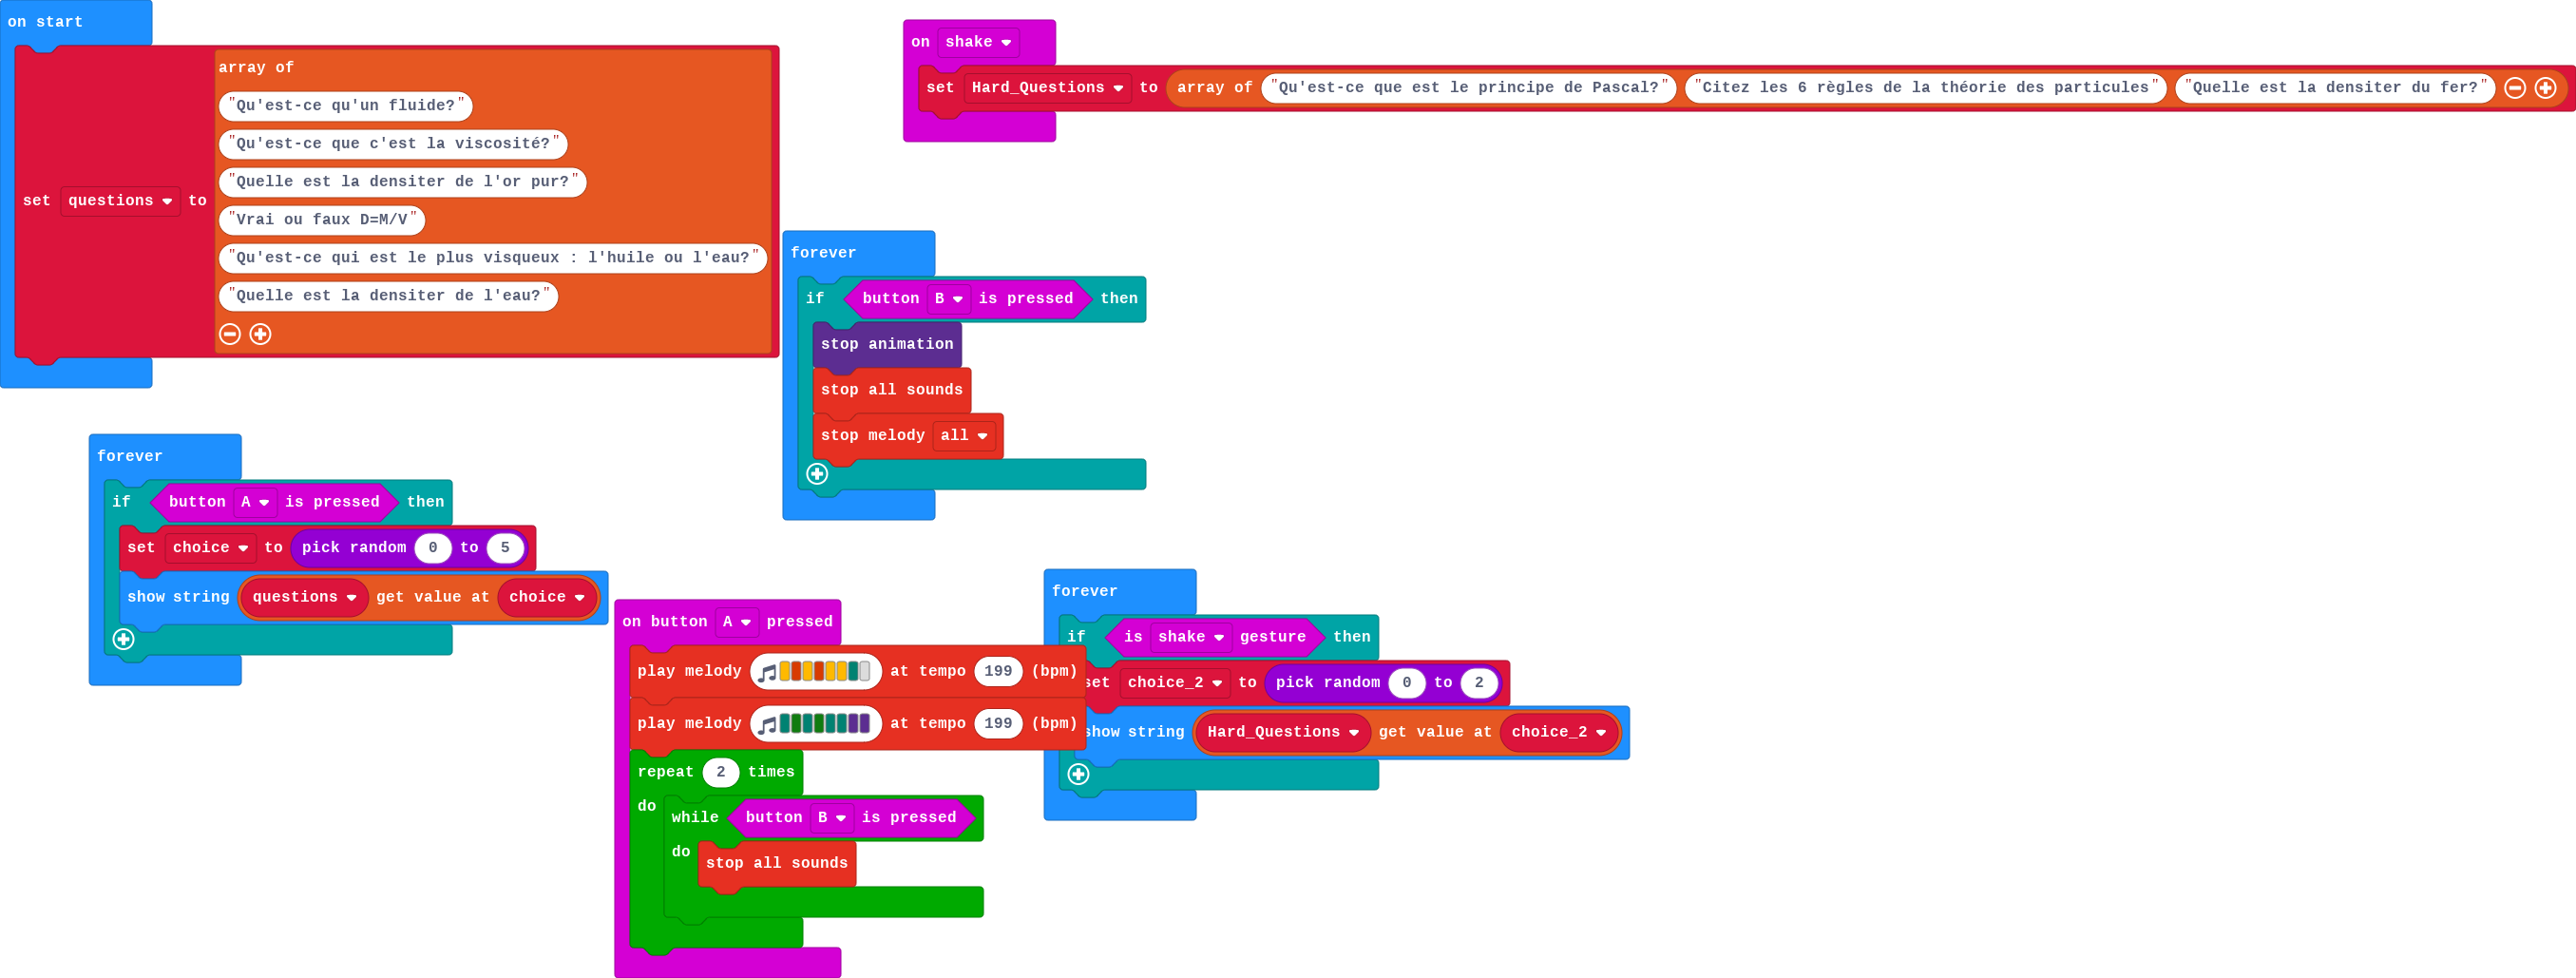 on start
set questions to
array of
"Qu'est-ce qu'un fluide?"
"Qu'est-ce que c'est la viscosité?"
"Quelle est la densiter de l'or pur?"
"Vrai ou faux D=M/V"
"Qu'est-ce qui est le plus visqueux : l'huile ou l'eau?"
"Quelle est la densiter de l'eau?"
on shake
set Hard_Questions to array of "Qu'est-ce que est le principe de Pascal?" "Citez les 6 règles de la théorie des particules" "Quelle est la densiter du fer?"
forever
if button B is pressed then
stop animation
stop all sounds
stop melody all
forever
if button A is pressed then
set choice to pick random 0 to 5
show string questions get value at choice
on button A pressed
play melody at tempo 199 (bpm)
play melody at tempo 199 (bpm)
repeat 2 times
do
while button B is pressed
do
stop all sounds
forever
if is shake gesture then
set choice_2 to pick random 0 to 2
show string Hard_Questions get value at choice_2